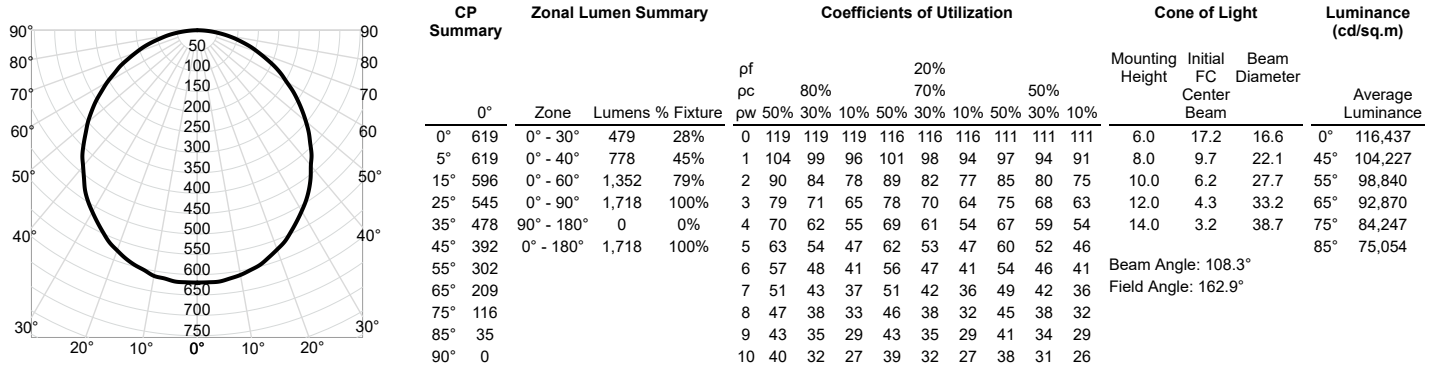 90° 90
80° 80
70° 70
60° 60
50° 50°
40° 40°
30° 30°
20° 10° 0° 10° 20°
50
100
150
200
250
300
350
400
450
500
550
600
650
700
750
CP Summary
0°
0° 619
5° 619
15° 596
25° 545
35° 478
45° 392
55° 302
65° 209
75° 116
85° 35
90° 0
Zonal Lumen Summary
Zone Lumens % Fixture
0° - 30° 479 28%
0° - 40° 778 45%
0° - 60° 1,352 79%
0° - 90° 1,718 100%
90° - 180° 0 0%
0° - 180° 1,718 100%
Coefficients of Utilization
ρf 20%
ρc 80% 70% 50%
ρw 50% 30% 10% 50% 30% 10% 50% 30% 10%
0 119 119 119 116 116 116 111 111 111
1 104 99 96 101 98 94 97 94 91
2 90 84 78 89 82 77 85 80 75
3 79 71 65 78 70 64 75 68 63
4 70 62 55 69 61 54 67 59 54
5 63 54 47 62 53 47 60 52 46
6 57 48 41 56 47 41 54 46 41
7 51 43 37 51 42 36 49 42 36
8 47 38 33 46 38 32 45 38 32
9 43 35 29 43 35 29 41 34 29
10 40 32 27 39 32 27 38 31 26
Cone of Light
Mounting Height Initial FC Center Beam Beam Diameter
6.0 17.2 16.6
8.0 9.7 22.1
10.0 6.2 27.7
12.0 4.3 33.2
14.0 3.2 38.7
Beam Angle: 108.3°
Field Angle: 162.9°
Luminance (cd/sq.m)
Average Luminance
0° 116,437
45° 104,227
55° 98,840
65° 92,870
75° 84,247
85° 75,054